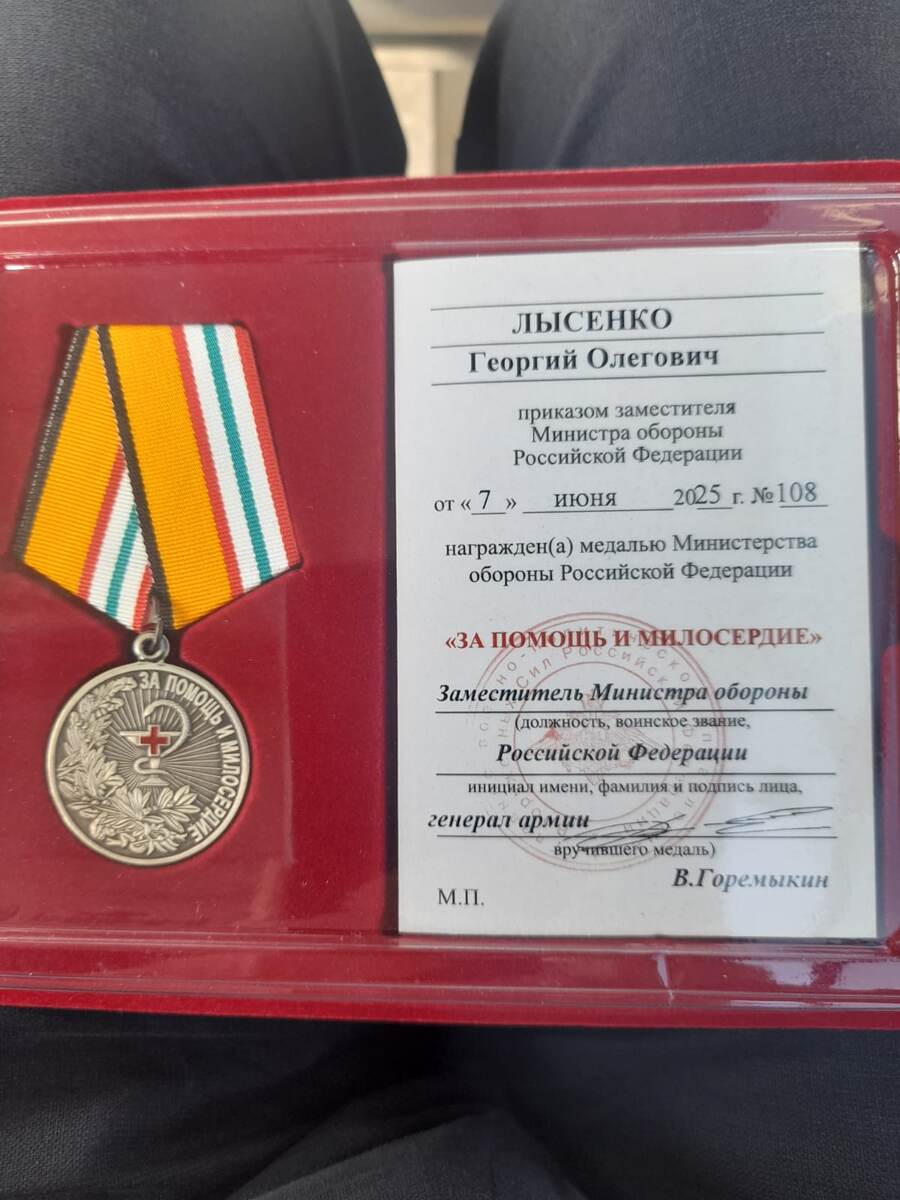 ЗА ПОМОЩЬ И МИЛОСЕРДИЕ
ЛЫСЕНКО
Георгий Олегович
приказом заместителя
Министра обороны
Российской Федерации
от «7» июня 2025 г. №108
награжден(а) медалью Министерства
обороны Российской Федерации
«ЗА ПОМОЩЬ И МИЛОСЕРДИЕ»
Заместитель Министра обороны
(должность, воинское звание,
Российской Федерации
инициал имени, фамилия и подпись лица,
генерал армии
вручившего медаль)
В.Горемыкин
М.П.